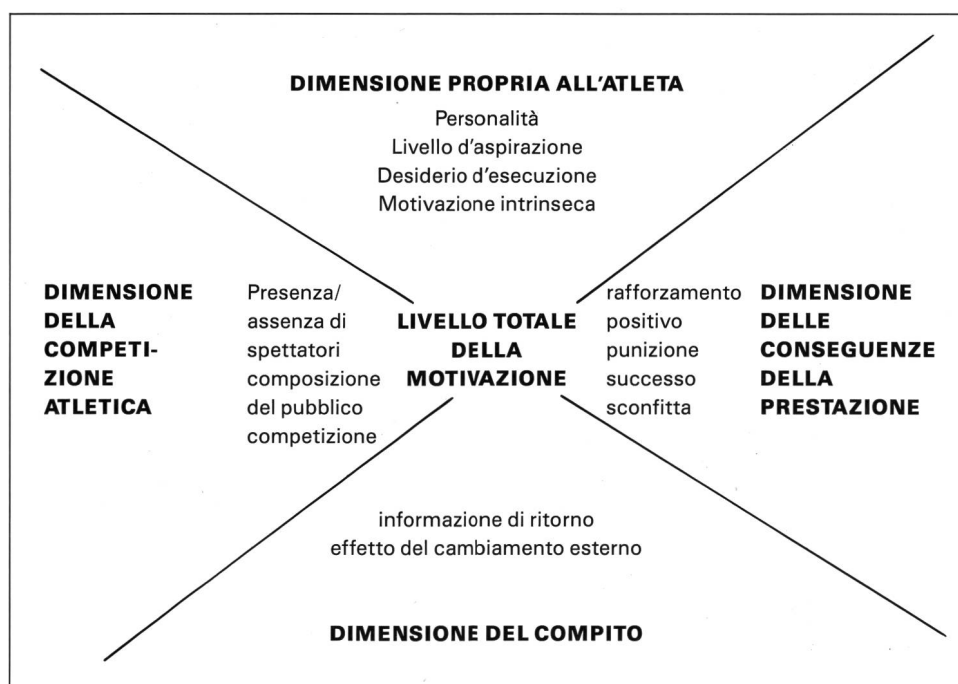 DIMENSIONE PROPRIA ALL'ATLETA
Personalità
Livello d'aspirazione
Desiderio d'esecuzione
Motivazione intrinseca
DIMENSIONE
DELLA
COMPETI-
ZIONE
ATLETICA
Presenza/
assenza di
spettatori
composizione
del pubblico
competizione
LIVELLO TOTALE
DELLA
MOTIVAZIONE
rafforzamento
positivo
punizione
successo
sconfitta
DIMENSIONE
DELLE
CONSEGUENZE
DELLA
PRESTAZIONE
informazione di ritorno
effetto del cambiamento esterno
DIMENSIONE DEL COMPITO